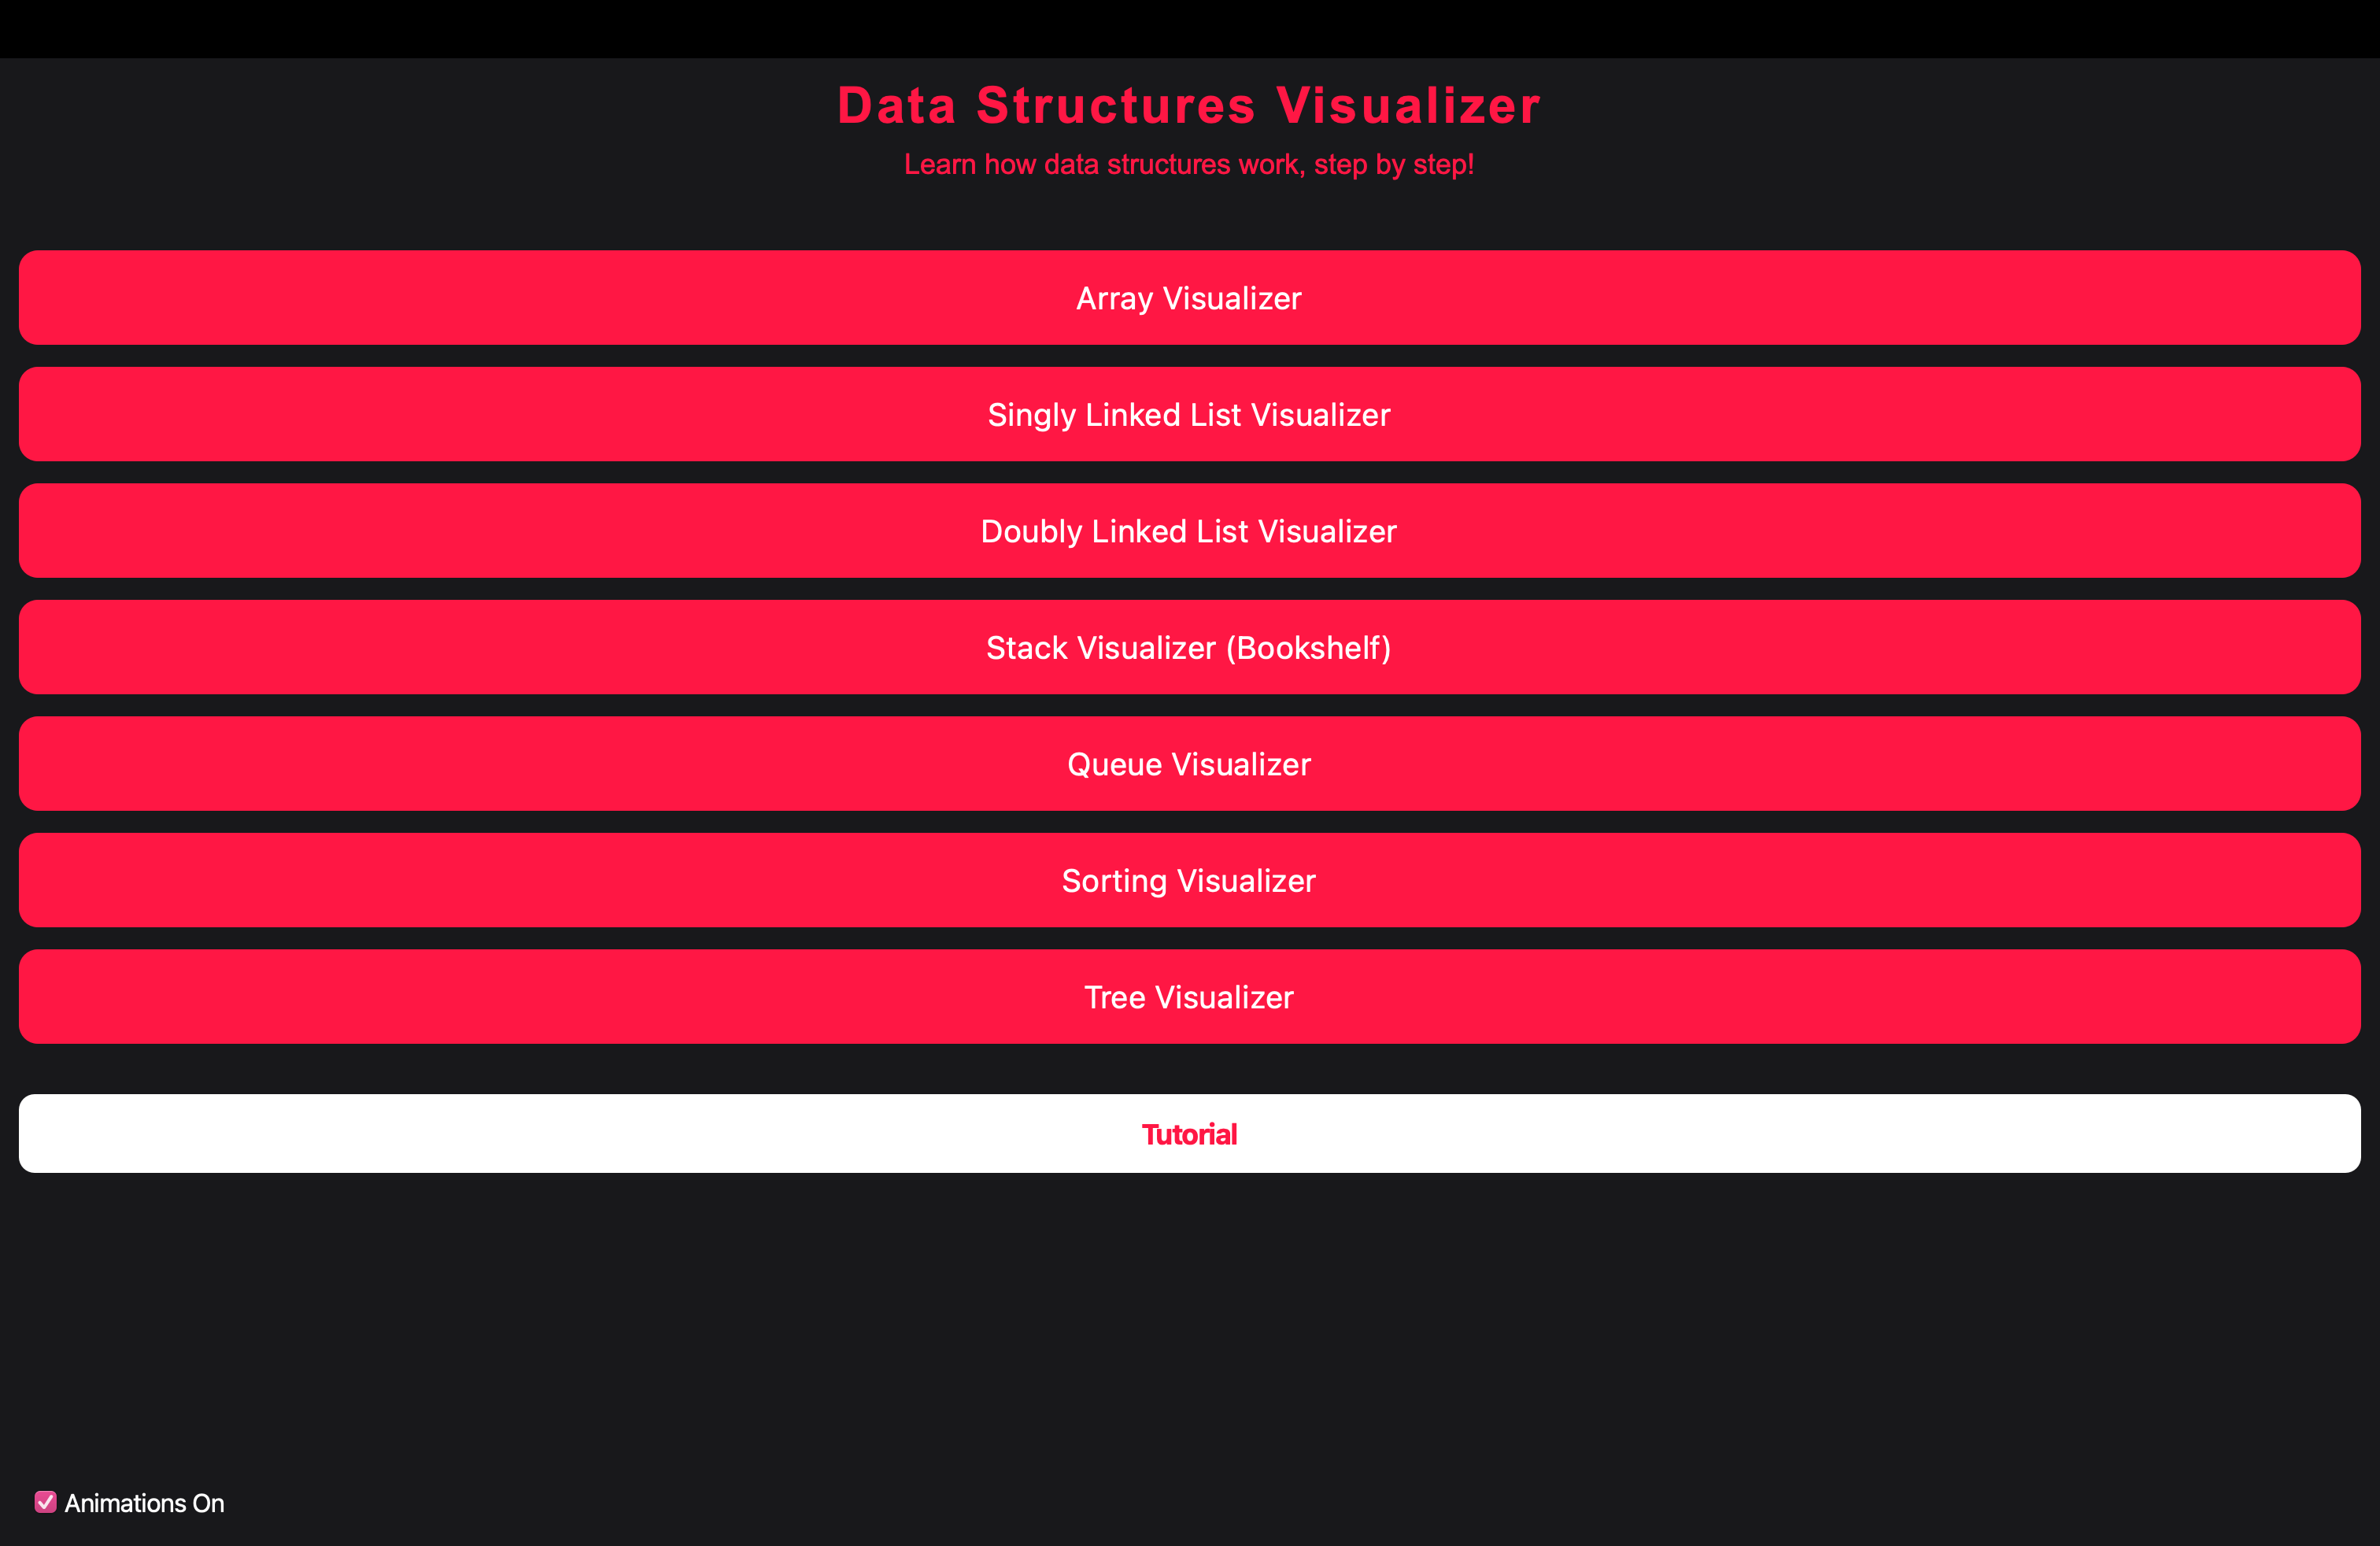 Data Structures Visualizer
Learn how data structures work, step by step!
Array Visualizer
Singly Linked List Visualizer
Doubly Linked List Visualizer
Stack Visualizer (Bookshelf)
Queue Visualizer
Sorting Visualizer
Tree Visualizer
Tutorial
Animations On